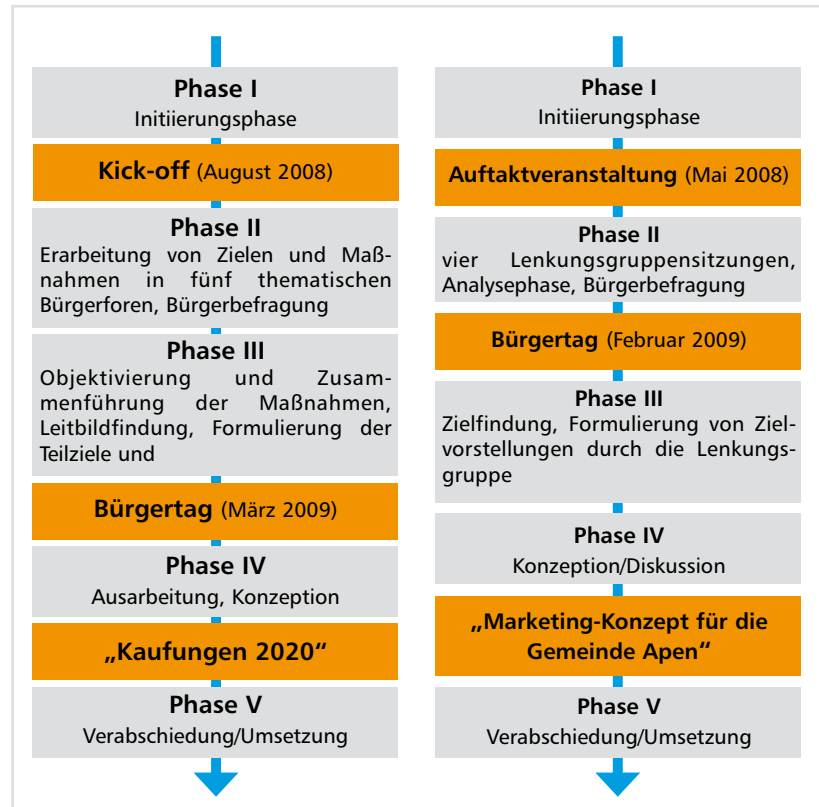 Phase I
Initiierungsphase
Kick-off (August 2008)
Phase II
Erarbeitung von Zielen und Maß-
nahmen in fünf thematischen
Bürgerforen, Bürgerbefragung
Phase III
Objektivierung und Zusam-
menführung der Maßnahmen,
Leitbildfindung, Formulierung der
Teilziele und
Bürgertag (März 2009)
Phase IV
Ausarbeitung, Konzeption
„Kaufungen 2020“
Phase V
Verabschiedung/Umsetzung
Phase I
Initiierungsphase
Auftaktveranstaltung (Mai 2008)
Phase II
vier Lenkungsgruppensitzungen,
Analysephase, Bürgerbefragung
Bürgertag (Februar 2009)
Phase III
Zielfindung, Formulierung von Ziel-
vorstellungen durch die Lenkungs-
gruppe
Phase IV
Konzeption/Diskussion
„Marketing-Konzept für die
Gemeinde Apen“
Phase V
Verabschiedung/Umsetzung